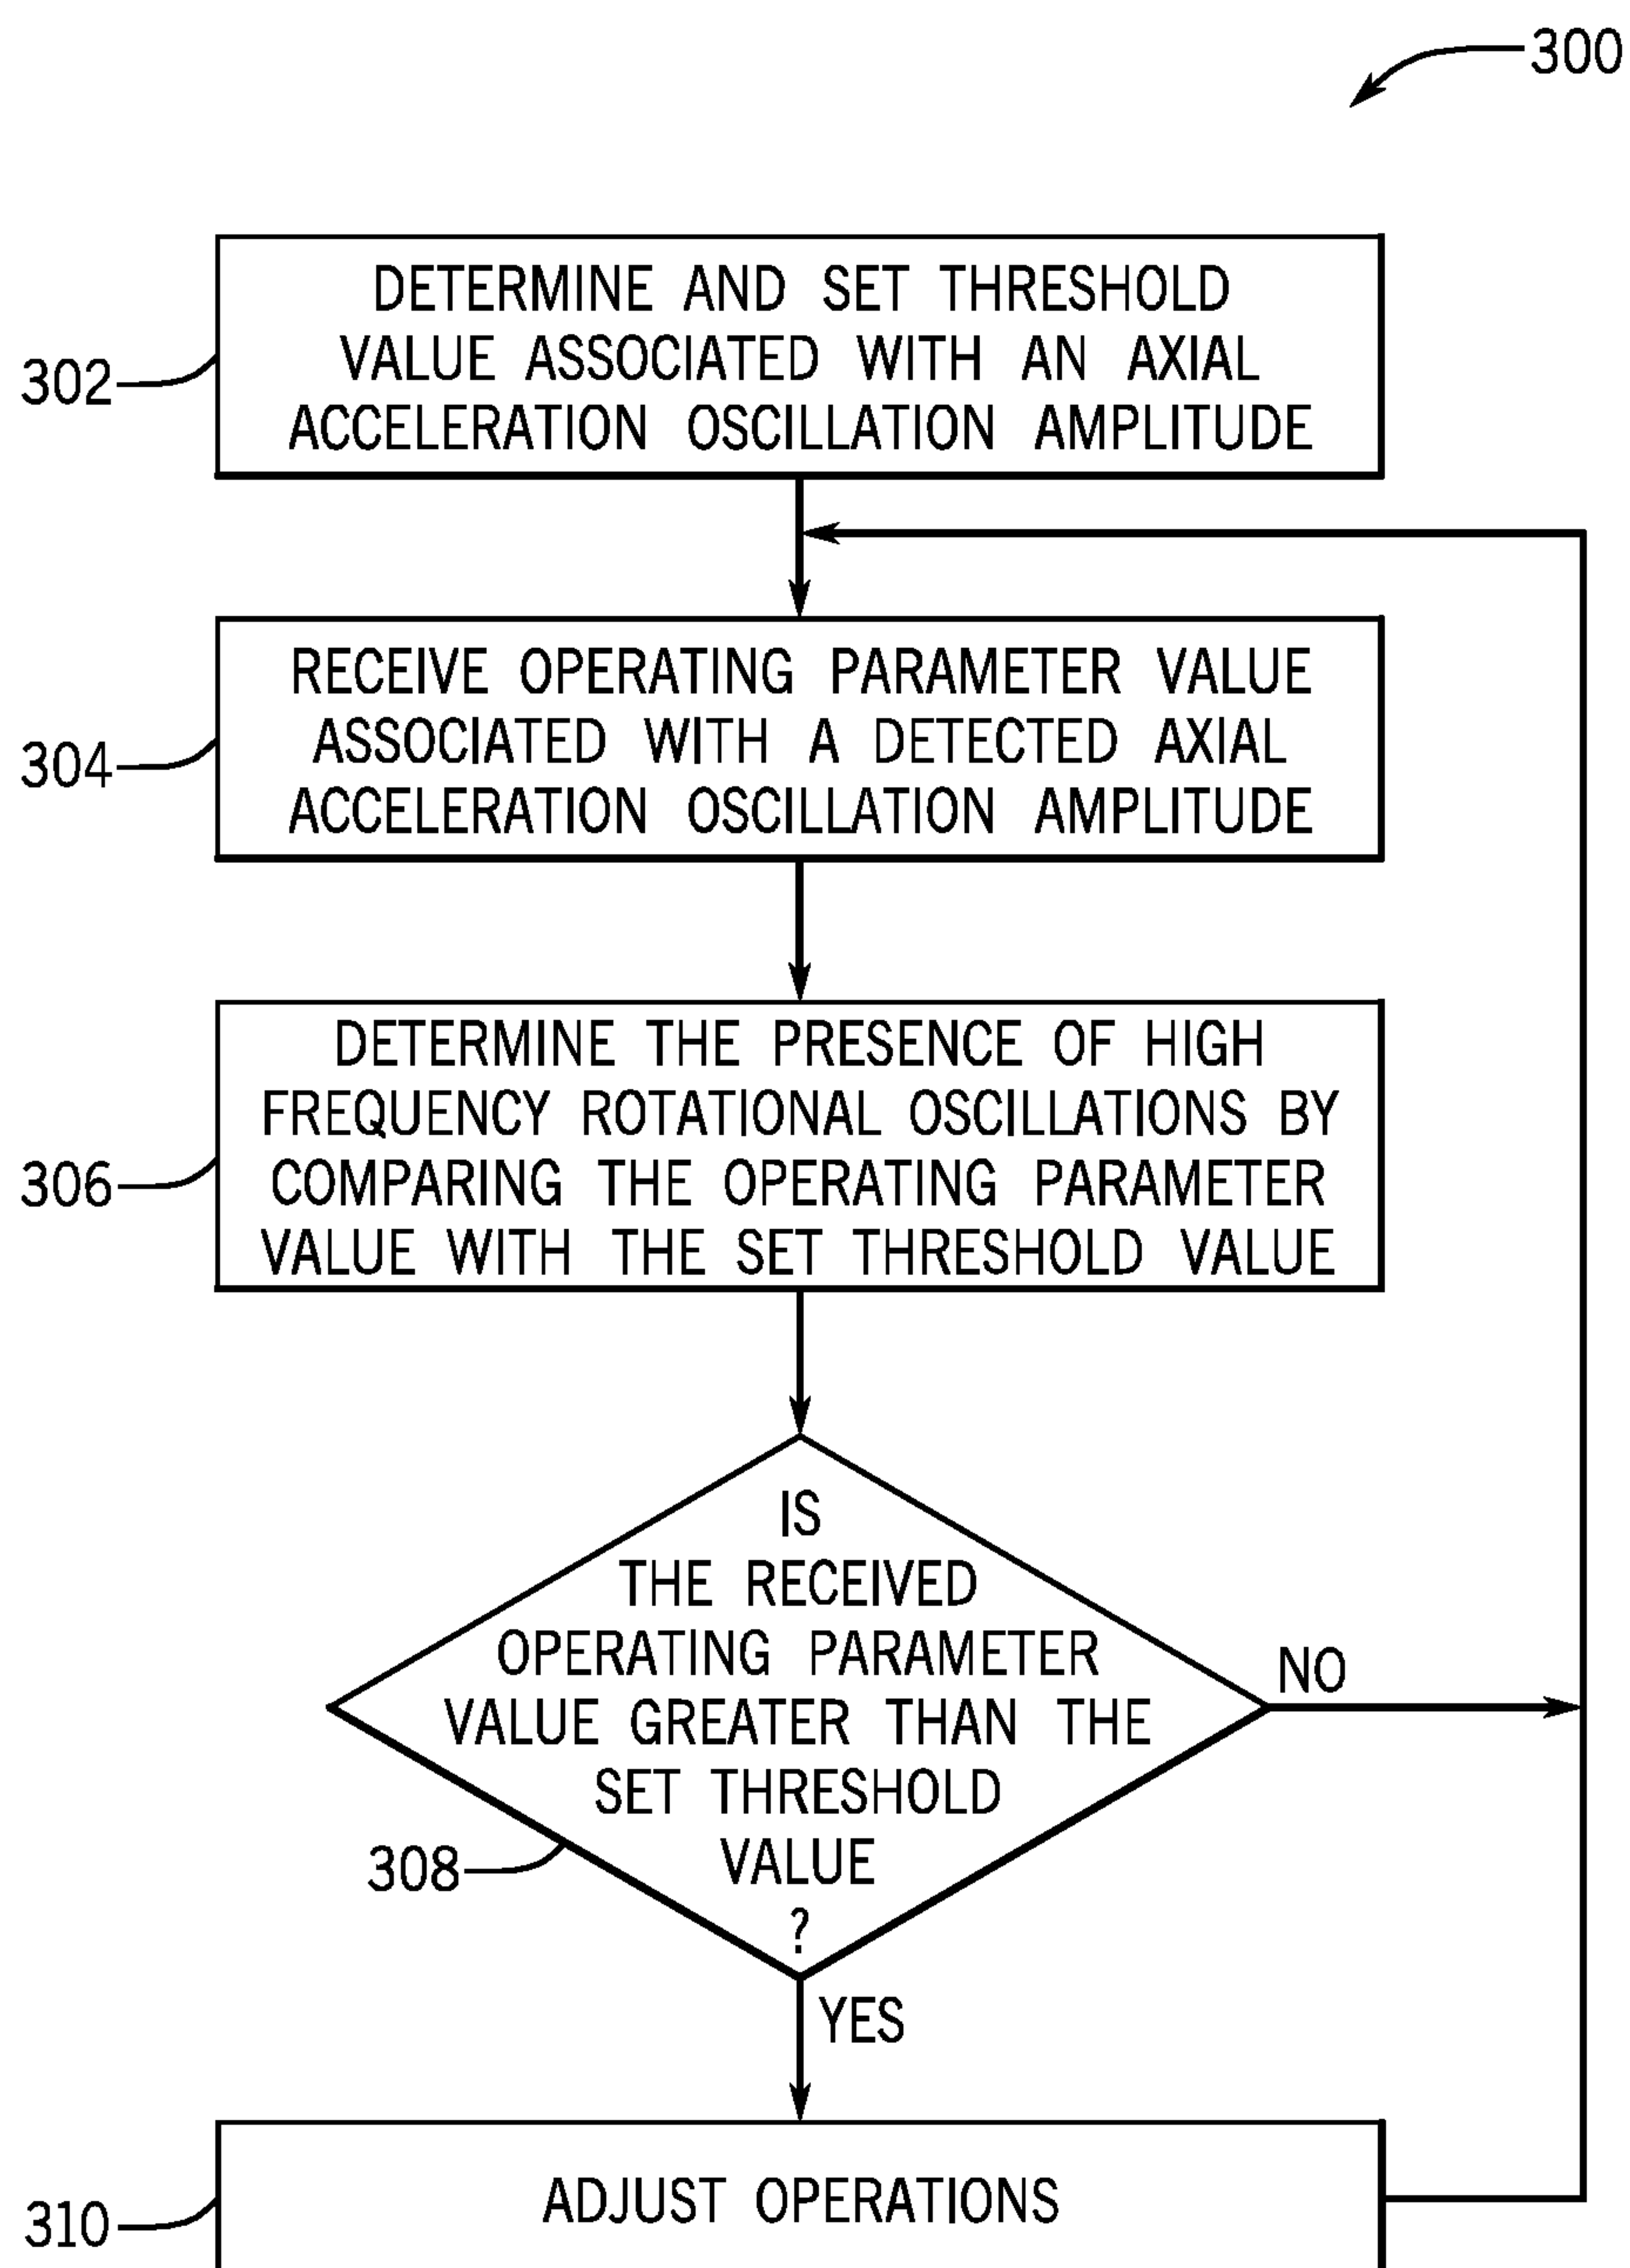 300
DETERMINE AND SET THRESHOLD
VALUE ASSOCIATED WITH AN AXIAL
ACCELERATION OSCILLATION AMPLITUDE
302
RECEIVE OPERATING PARAMETER VALUE
ASSOCIATED WITH A DETECTED AXIAL
ACCELERATION OSCILLATION AMPLITUDE
304
DETERMINE THE PRESENCE OF HIGH
FREQUENCY ROTATIONAL OSCILLATIONS BY
COMPARING THE OPERATING PARAMETER
VALUE WITH THE SET THRESHOLD VALUE
306
IS
THE RECEIVED
OPERATING PARAMETER
VALUE GREATER THAN THE
SET THRESHOLD
VALUE
?
NO
308
YES
ADJUST OPERATIONS
310